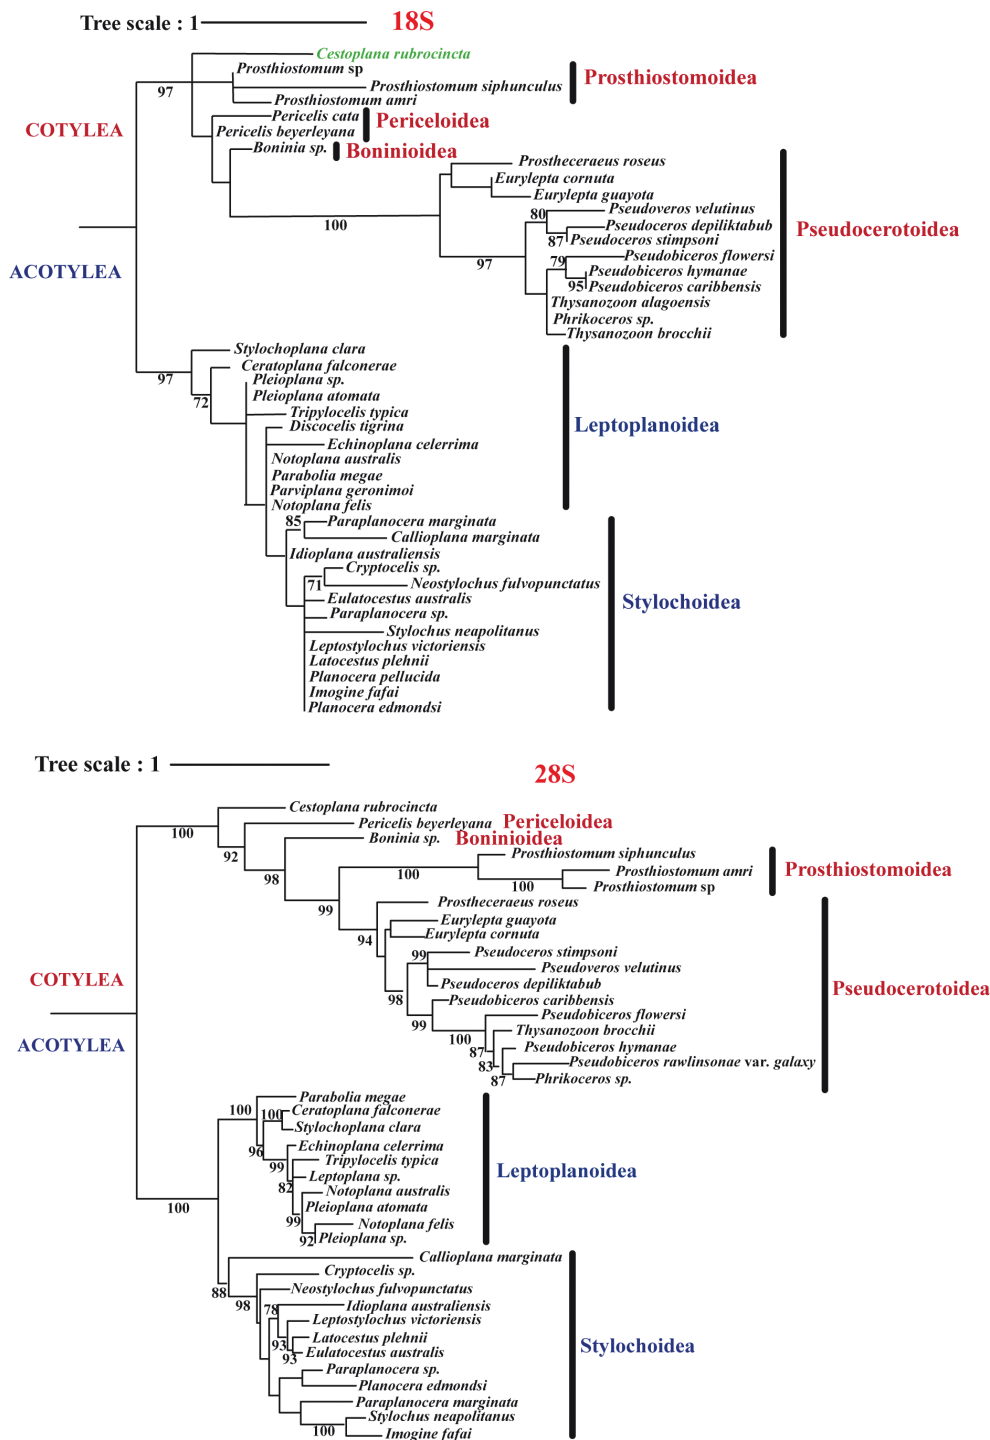 Tree scale : 1
18S
Cestoplana rubrocincta
Prosthiostomum sp
Prosthiostomoidea
97
Prosthiostomum siphunculus
Prosthiostomum amri
Pericelis cata
Periceloidea
COTYLEA
Pericelis beyerleyana
Boninia sp.
Boninioidea
Prostheceraeus roseus
Eurylepta cornuta
Eurylepta guayota
80
Pseudoveros velutinus
100
Pseudoceros depiliktabub
Pseudocerotoidea
87
Pseudoceros stimpsoni
97
79
Pseudobiceros flowersi
ACOTYLEA
Pseudobiceros hymanae
95
Pseudobiceros caribbensis
Thysanozoon alagoensis
Phrikoceros sp.
Thysanozoon brocchii
Stylochoplana clara
97
Ceratoplana falconerae
Pleioplana sp.
72
Pleioplana atomata
Tripylocelis typica
Discocelis tigrina
Leptoplanoidea
Echinoplana celerrima
Notoplana australis
Parabolia megae
Parviplana geronimoi
Notoplana felis
85
Paraplanocera marginata
Callioplana marginata
Idioplana australiensis
Cryptocelis sp.
71
Neostylochus fulvopunctatus
Eulatocestus australis
Stylochoidea
Paraplanocera sp.
Stylochus neapolitanus
Leptostylochus victoriensis
Latocestus plehnii
Planocera pellucida
Imogine fafai
Planocera edmondsi
Tree scale : 1
28S
Cestoplana rubrocincta
100
Pericelis beyerleyana
Periceloidea
92
Boninia sp.
Boninioidea
98
Prosthiostomum siphunculus
100
Prosthiostomum amri
Prosthiostomoidea
100
Prosthiostomum sp
99
Prostheceraeus roseus
Eurylepta guayota
94
Eurylepta cornuta
99
Pseudoceros stimpsoni
Pseudoveros velutinus
COTYLEA
Pseudoceros depiliktabub
Pseudocerotoidea
98
Pseudobiceros caribbensis
99
Pseudobiceros flowersi
100
Thysanozoon brocchii
ACOTYLEA
87
Pseudobiceros hymanae
83
Pseudobiceros rawlinsonae var. galaxy
87
Phrikoceros sp.
Parabolia megae
100
100
Ceratoplana falconerae
Stylochoplana clara
96
Echinoplana celerrima
99
Tripylocelis typica
Leptoplanoidea
82
Leptoplana sp.
Notoplana australis
100
Pleioplana atomata
99
Notoplana felis
92
Pleioplana sp.
Callioplana marginata
Cryptocelis sp.
88
98
Neostylochus fulvopunctatus
78
Idioplana australiensis
Leptostylochus victoriensis
93
Latocestus plehnii
Stylochoidea
93
Eulatocestus australis
Paraplanocera sp.
Planocera edmondsi
Paraplanocera marginata
Stylochus neapolitanus
100
Imogine fafai